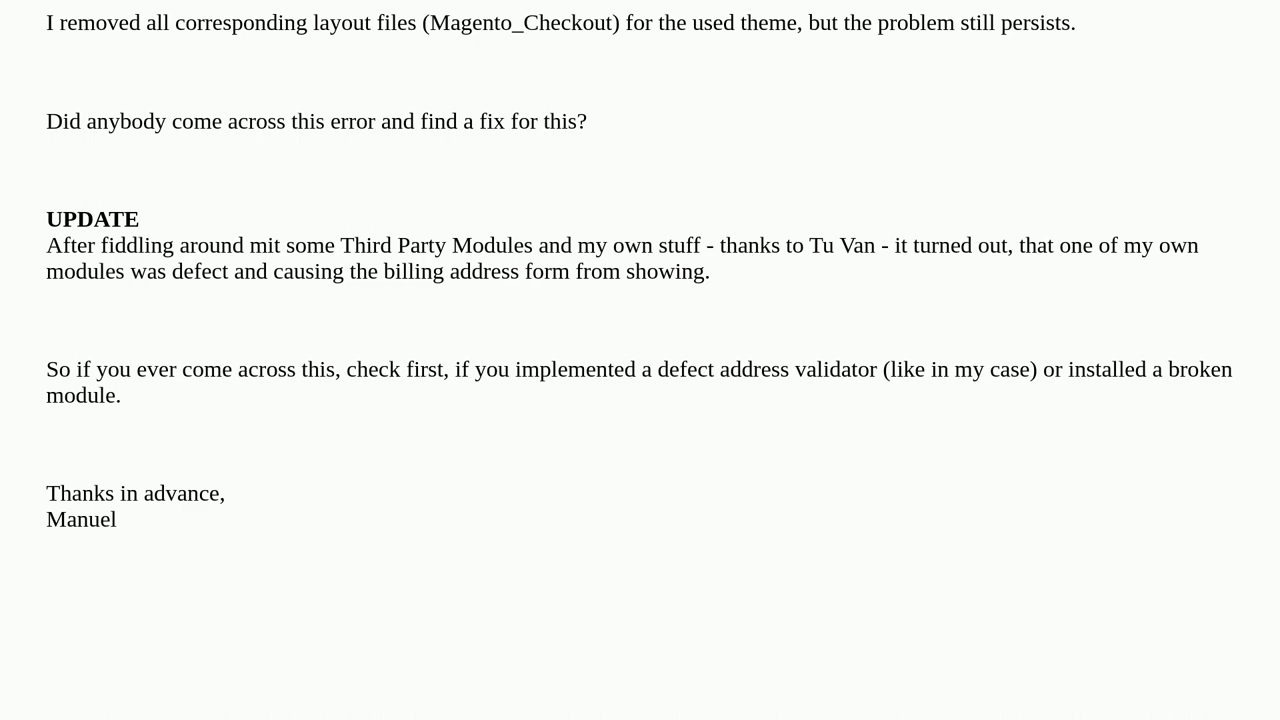 I removed all corresponding layout files (Magento_Checkout) for the used theme, but the problem still persists.
Did anybody come across this error and find a fix for this?
UPDATE
After fiddling around mit some Third Party Modules and my own stuff - thanks to Tu Van - it turned out, that one of my own
modules was defect and causing the billing address form from showing.
So if you ever come across this, check first, if you implemented a defect address validator (like in my case) or installed a broken
module.
Thanks in advance,
Manuel